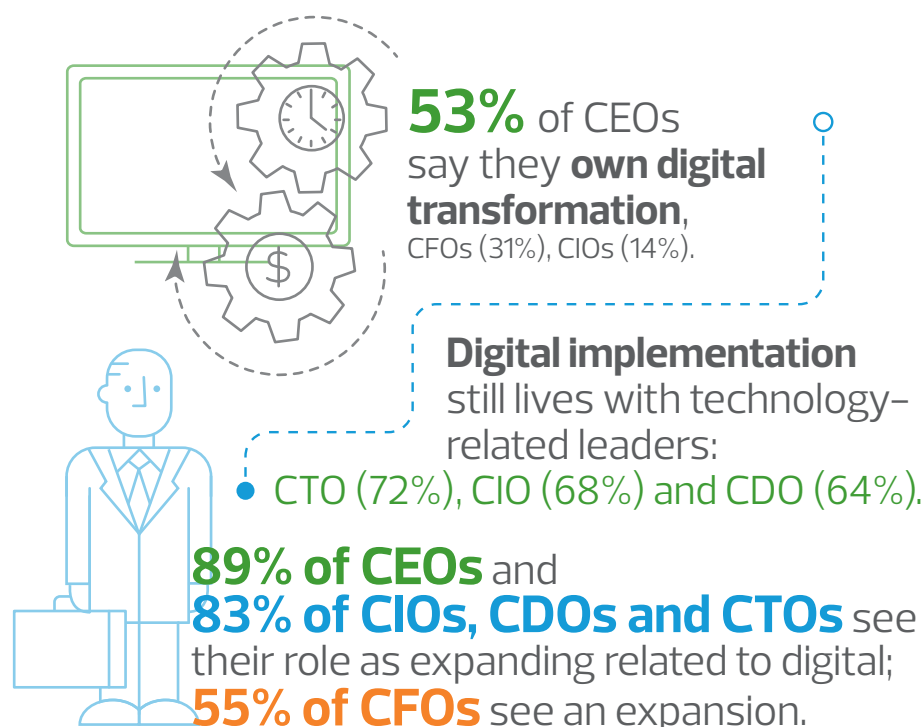 53% of CEOs
say they own digital
transformation,
CFOs (31%), CIOs (14%).
Digital implementation
still lives with technology-
related leaders:
CTO (72%), CIO (68%) and CDO (64%).
89% of CEOs and
83% of CIOs, CDOs and CTOs see
their role as expanding related to digital;
55% of CFOs see an expansion.
$